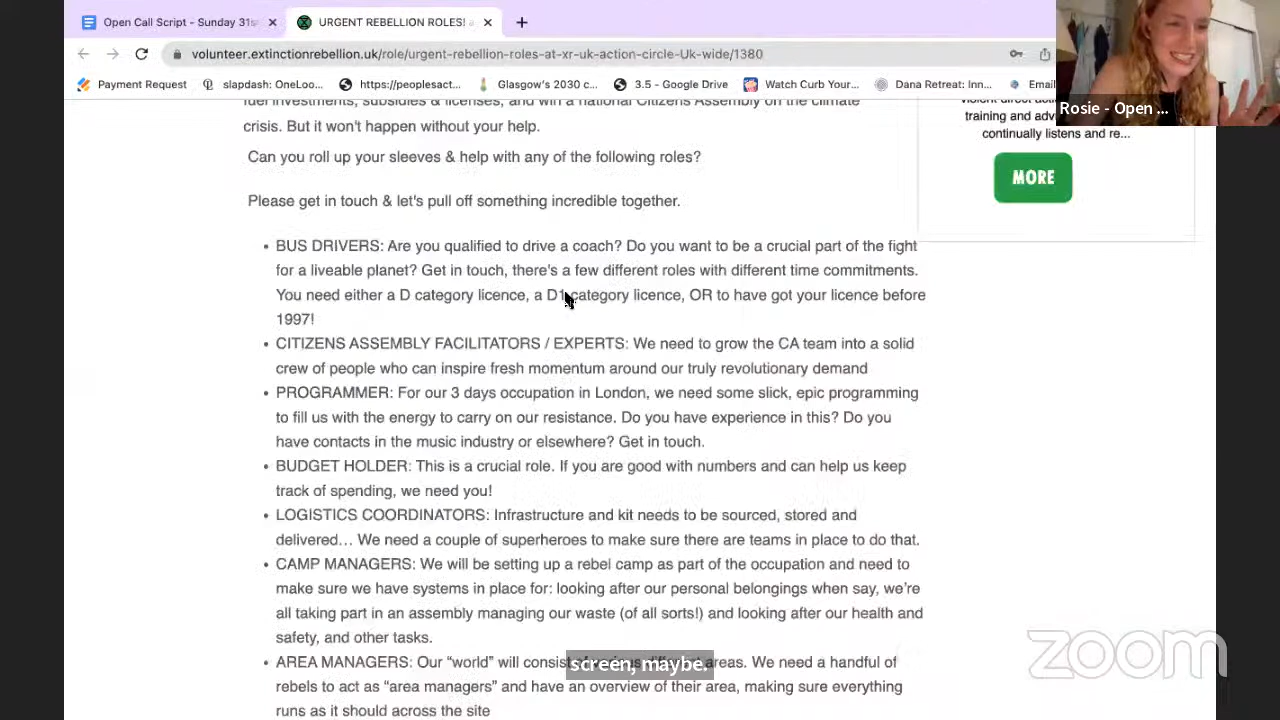 Open Call Script - Sunday 31s
URGENT REBELLION ROLES! a
volunteer.extinctionrebellion.uk/role/urgent-rebellion-roles-at-xr-uk-action-circle-Uk-wide/1380
Payment Request
slapdash: OneLoo...
https://peoplesact...
Glasgow's 2030 c...
3.5 - Google Drive
Watch Curb Your...
Dana Retreat: Inn...
Email
Rosie - Open ...
fuel investments, subsidies & licenses, and win a national Citizens Assembly on the climate
crisis. But it won't happen without your help.
Can you roll up your sleeves & help with any of the following roles?
Please get in touch & let's pull off something incredible together.
• BUS DRIVERS: Are you qualified to drive a coach? Do you want to be a crucial part of the fight
for a liveable planet? Get in touch, there's a few different roles with different time commitments.
You need either a D category licence, a D1 category licence, OR to have got your licence before
1997!
• CITIZENS ASSEMBLY FACILITATORS / EXPERTS: We need to grow the CA team into a solid
crew of people who can inspire fresh momentum around our truly revolutionary demand
• PROGRAMMER: For our 3 days occupation in London, we need some slick, epic programming
to fill us with the energy to carry on our resistance. Do you have experience in this? Do you
have contacts in the music industry or elsewhere? Get in touch.
• BUDGET HOLDER: This is a crucial role. If you are good with numbers and can help us keep
track of spending, we need you!
• LOGISTICS COORDINATORS: Infrastructure and kit needs to be sourced, stored and
delivered… We need a couple of superheroes to make sure there are teams in place to do that.
• CAMP MANAGERS: We will be setting up a rebel camp as part of the occupation and need to
make sure we have systems in place for: looking after our personal belongings when say, we're
all taking part in an assembly managing our waste (of all sorts!) and looking after our health and
safety, and other tasks.
• AREA MANAGERS: Our “world” will consist areas. We need a handful of
rebels to act as “area managers” and have an overview of their area, making sure everything
runs as it should across the site
screen, maybe.
training and adv
continually listens and re...
MORE
zoom